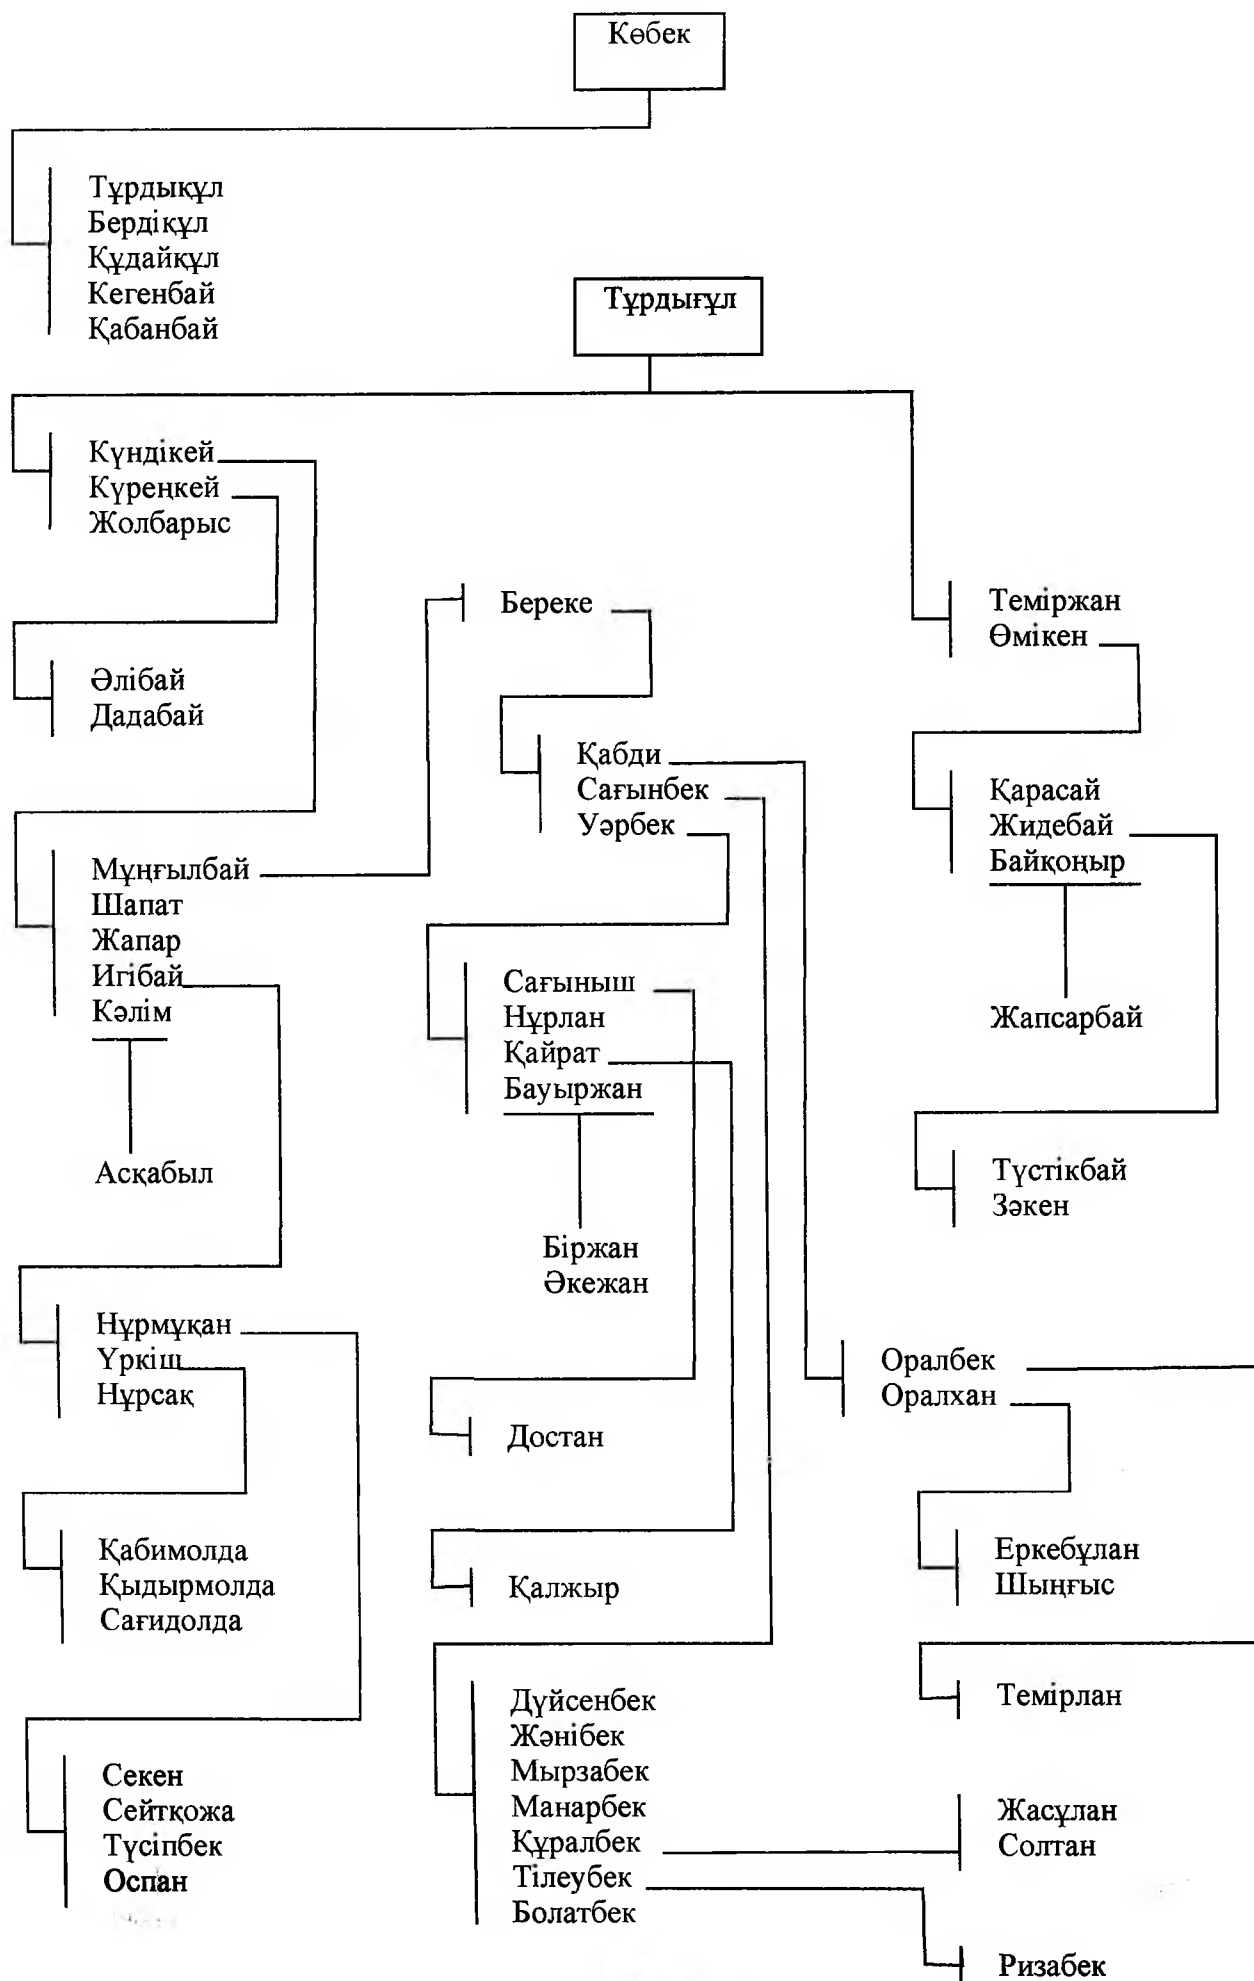 Көбек
Тұрдықұл
Бердіқұл
Құдайқұл
Кегенбай
Қабанбай
Тұрдығұл
Күндікей
Күреңкей
Жолбарыс
Береке
Теміржан
Өмікен
Әлібай
Дадабай
Қабди
Сағынбек
Уәрбек
Қарасай
Жидебай
Байқоңыр
Мұңғылбай
Шапат
Жапар
Игібай
Кәлім
Сағыныш
Нұрлан
Қайрат
Бауыржан
Жапсарбай
Асқабыл
Түстікбай
Зәкен
Біржан
Әкежан
Нұрмұқан
Үркіш
Нұрсақ
Оралбек
Оралхан
Достан
Қабимолда
Қыдырмолда
Сағидолда
Қалжыр
Еркебұлан
Шыңғыс
Темірлан
Секен
Сейтқожа
Түсіпбек
Оспан
Дүйсенбек
Жәнібек
Мырзабек
Манарбек
Құралбек
Тілеубек
Болатбек
Жасұлан
Солтан
Ризабек